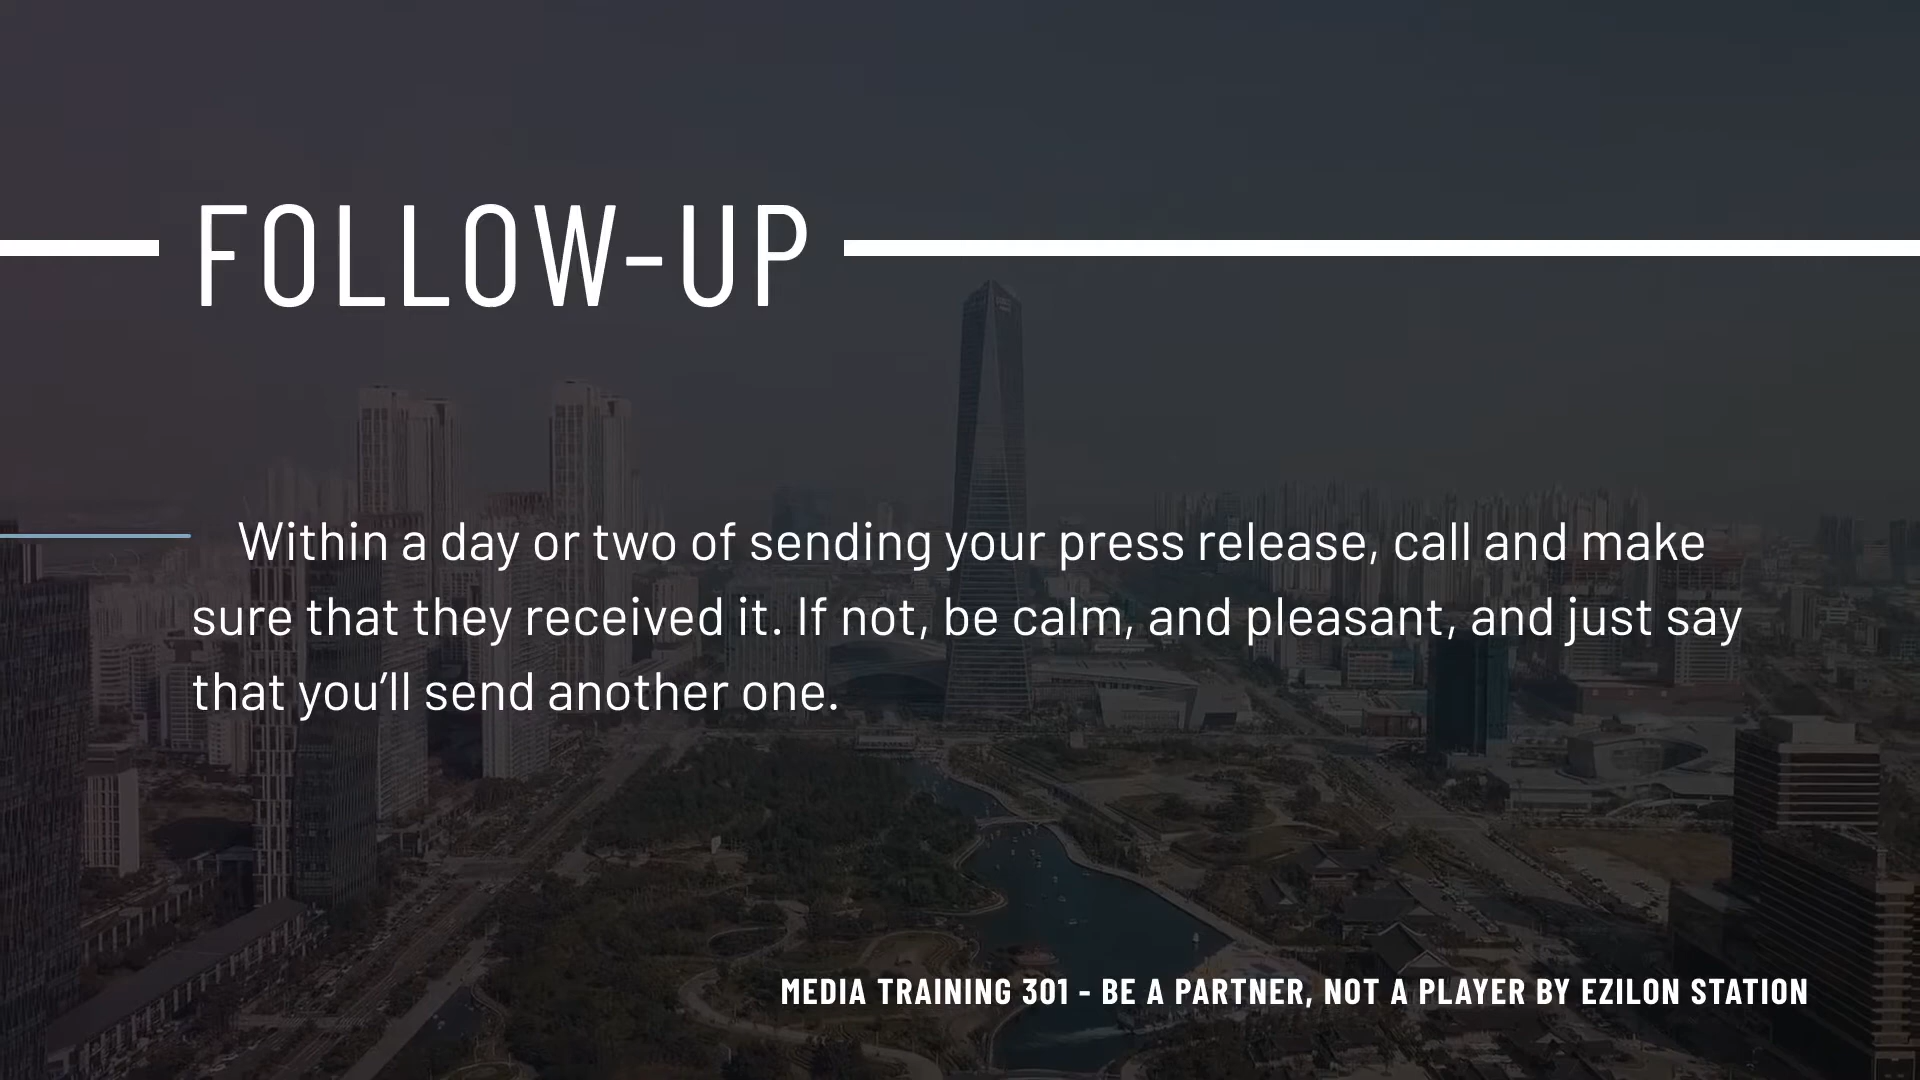 FOLLOW-UP
Within a day or two of sending your press release, call and make
sure that they received it. If not, be calm, and pleasant, and just say
that you’ll send another one.
MEDIA TRAINING 301 - BE A PARTNER, NOT A PLAYER BY EZILON STATION